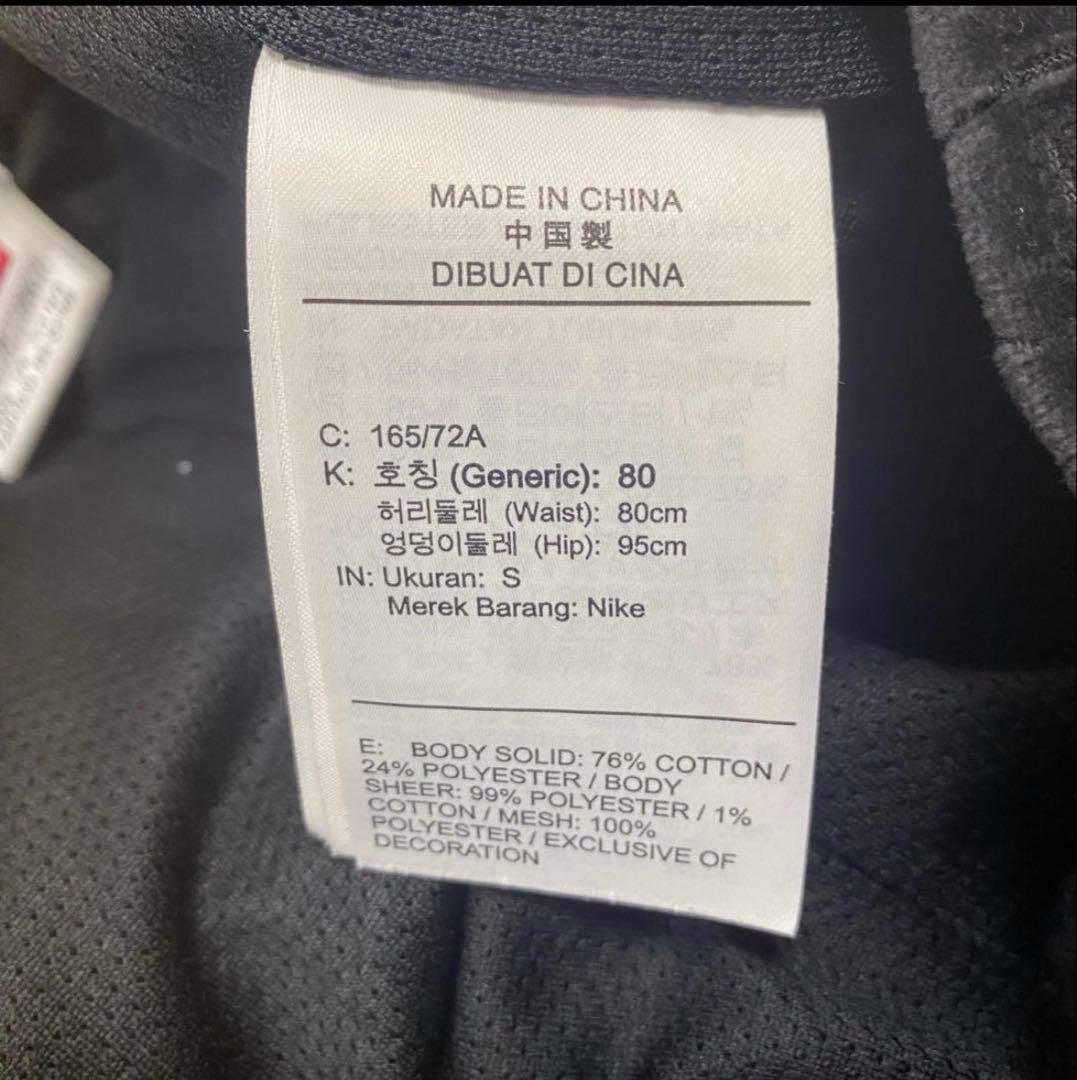 MADE IN CHINA
中国製
DIBUAT DI CINA
C: 165/72A
K: 호칭 (Generic): 80
허리둘레 (Waist): 80cm
엉덩이둘레 (Hip): 95cm
IN: Ukuran: S
Merek Barang: Nike
E: BODY SOLID: 76% COTTON /
24% POLYESTER / BODY
SHEER: 99% POLYESTER / 1%
COTTON / MESH: 100%
POLYESTER / EXCLUSIVE OF
DECORATION